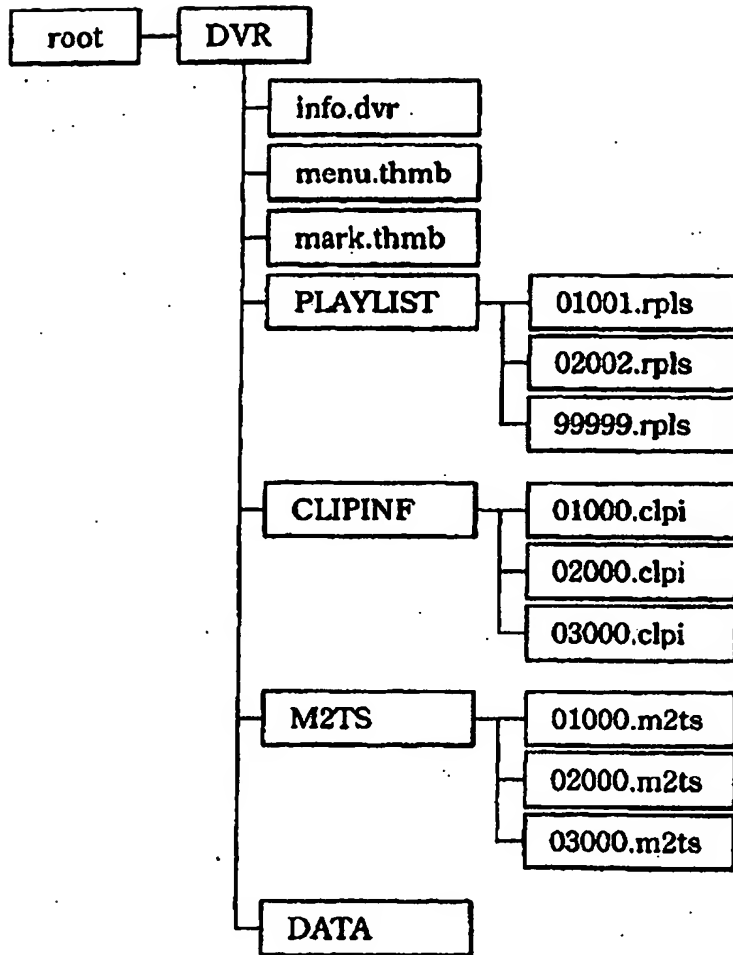 root
DVR
info.dvr
menu.thmb
mark.thmb
PLAYLIST
01001.rpls
02002.rpls
99999.rpls
CLIPINF
01000.clpi
02000.clpi
03000.clpi
M2TS
01000.m2ts
02000.m2ts
03000.m2ts
DATA